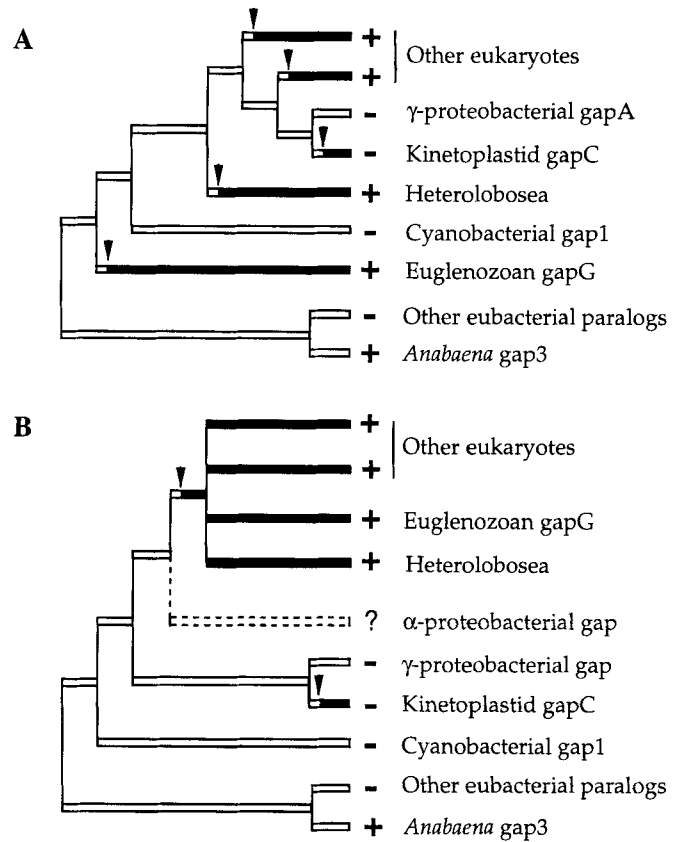 A
+
Other eukaryotes
+
- γ-proteobacterial gapA
- Kinetoplastid gapC
+ Heterolobosea
- Cyanobacterial gap1
+ Euglenozoan gapG
- Other eubacterial paralogs
+ Anabaena gap3
B
+
Other eukaryotes
+
+ Euglenozoan gapG
+ Heterolobosea
? α-proteobacterial gap
- γ-proteobacterial gap
- Kinetoplastid gapC
- Cyanobacterial gap1
- Other eubacterial paralogs
+ Anabaena gap3